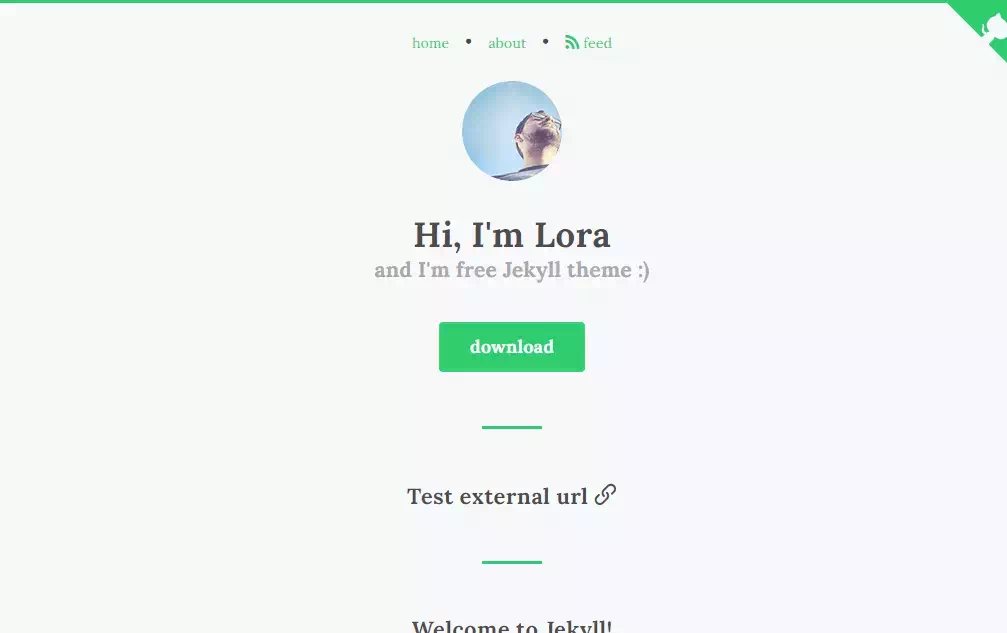 home • about • feed
Hi, I'm Lora
and I'm free Jekyll theme :)
download
Test external url
Welcome to Jekyll!